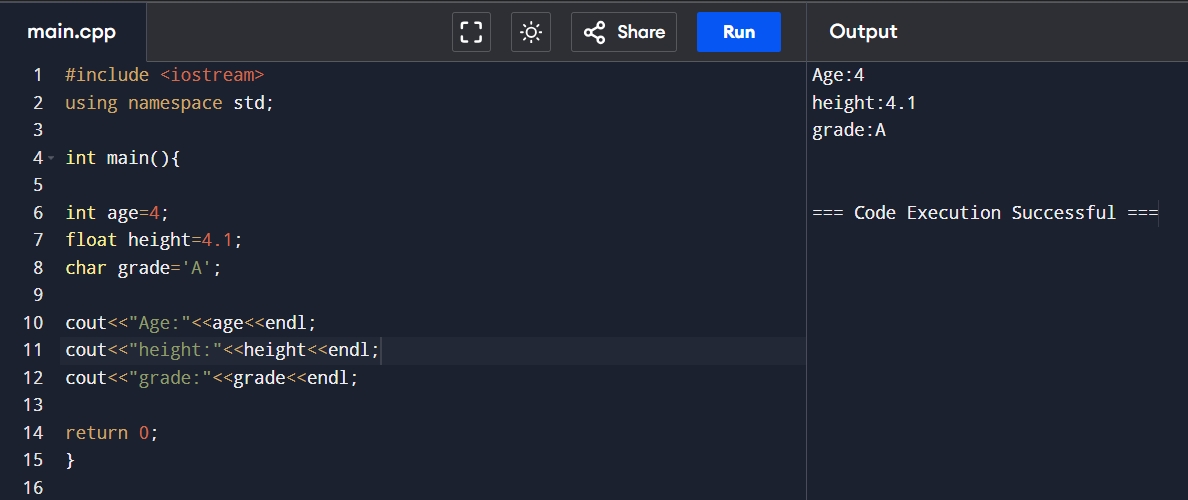 main.cpp
Share
Run
Output
1 #include <iostream>
2 using namespace std;
3
4 int main(){
5
6 int age=4;
7 float height=4.1;
8 char grade='A';
9
10 cout<<"Age:"<<age<<endl;
11 cout<<"height:"<<height<<endl;
12 cout<<"grade:"<<grade<<endl;
13
14 return 0;
15 }
16
Age:4
height:4.1
grade:A
=== Code Execution Successful ===